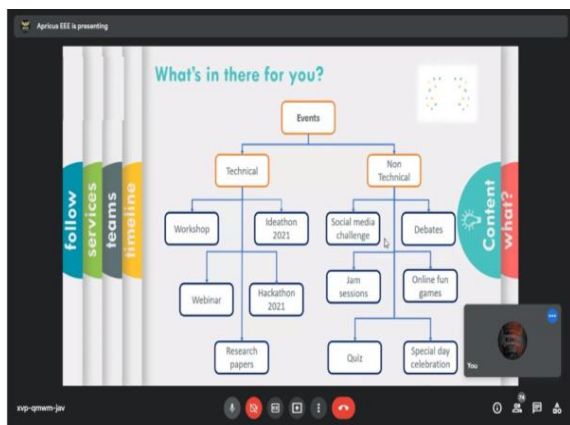 Apricus EEE is presenting
What's in there for you?
Events
Technical
Non
Technical
Workshop
Ideathon
2021
Social media
challenge
Debates
Webinar
Hackathon
2021
Jam
sessions
Online fun
games
Research
papers
Quiz
Special day
celebration
follow
services
teams
timeline
Content
what?
You
xvp-qmwm-jav